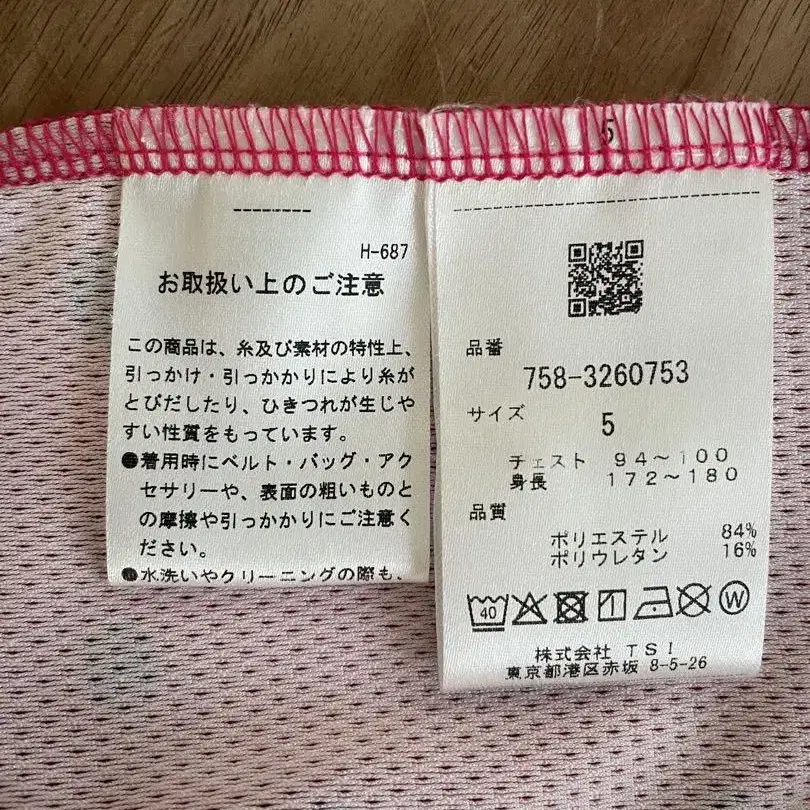 5
H-687
お取扱い上のご注意
この商品は、糸及び素材の特性上、
引っかけ・引っかかりにより糸が
とびだしたり、ひきつれが生じや
すい性質をもっています。
●着用時にベルト・バッグ・アク
セサリーや、表面の粗いものと
の摩擦や引っかかりにご注意く
ださい。
●水洗いやクリーニングの際も、
品番
758-3260753
サイズ
5
チェスト 94～100
身長 172～180
品質
ポリエステル 84%
ポリウレタン 16%
40 W
株式会社 TSI
東京都港区赤坂 8-5-26